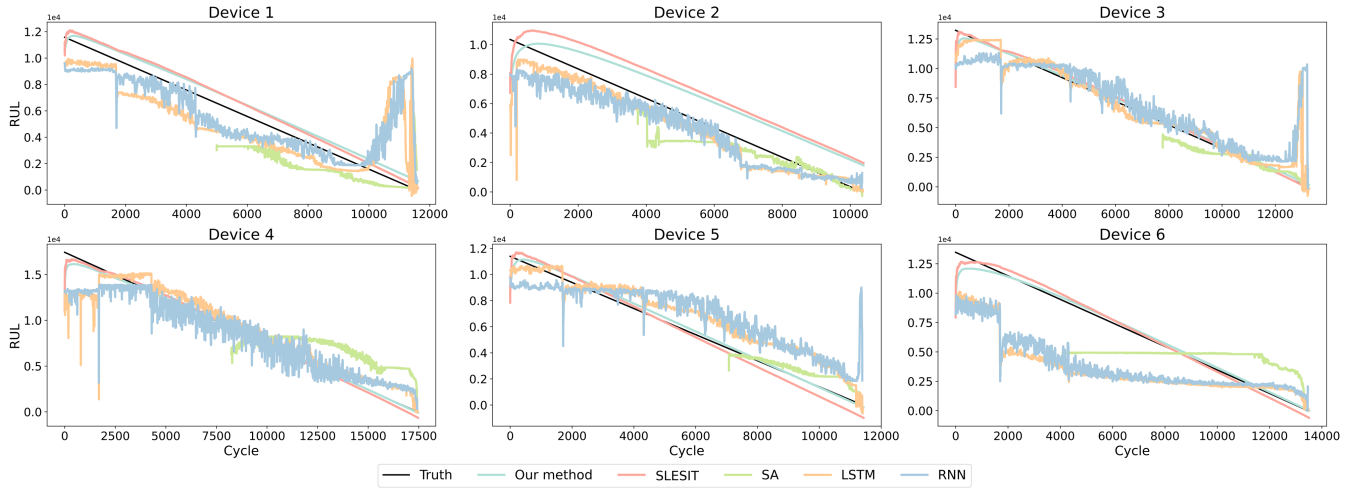 Device 1
Device 2
Device 3
1e4
1e4
1e4
RUL
1.2
1.0
0.8
0.6
0.4
0.2
0.0
0 2000 4000 6000 8000 10000 12000
1.0
0.8
0.6
0.4
0.2
0.0
0 2000 4000 6000 8000 10000
1.25
1.00
0.75
0.50
0.25
0.00
0 2000 4000 6000 8000 10000 12000
Device 4
Device 5
Device 6
1e4
1e4
1e4
RUL
1.5
1.0
0.5
0.0
0 2500 5000 7500 10000 12500 15000 17500
Cycle
1.2
1.0
0.8
0.6
0.4
0.2
0.0
0 2000 4000 6000 8000 10000 12000
Cycle
1.25
1.00
0.75
0.50
0.25
0.00
0 2000 4000 6000 8000 10000 12000 14000
Cycle
Truth Our method SLESIT SA LSTM RNN